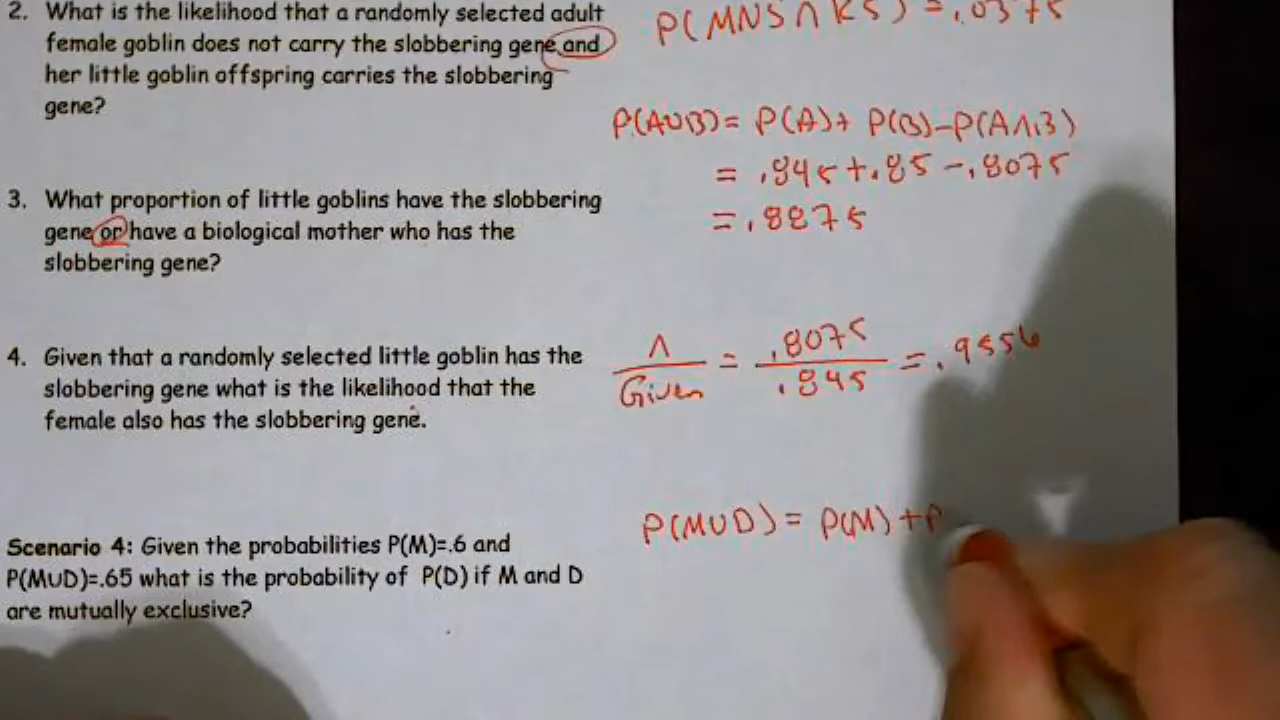 2. What is the likelihood that a randomly selected adult
female goblin does not carry the slobbering gene and
her little goblin offspring carries the slobbering
gene?
P(MNS∩KS) = .0375
P(A∪B) = P(A)+ P(B)-P(A∩B)
= .845+.85 -.8075
= .8875
3. What proportion of little goblins have the slobbering
gene or have a biological mother who has the
slobbering gene?
4. Given that a randomly selected little goblin has the
slobbering gene what is the likelihood that the
female also has the slobbering gene.
∩ / Given = .8075 / .845 = .9556
P(M∪D) = P(M) + P
Scenario 4: Given the probabilities P(M)=.6 and
P(M∪D)=.65 what is the probability of P(D) if M and D
are mutually exclusive?